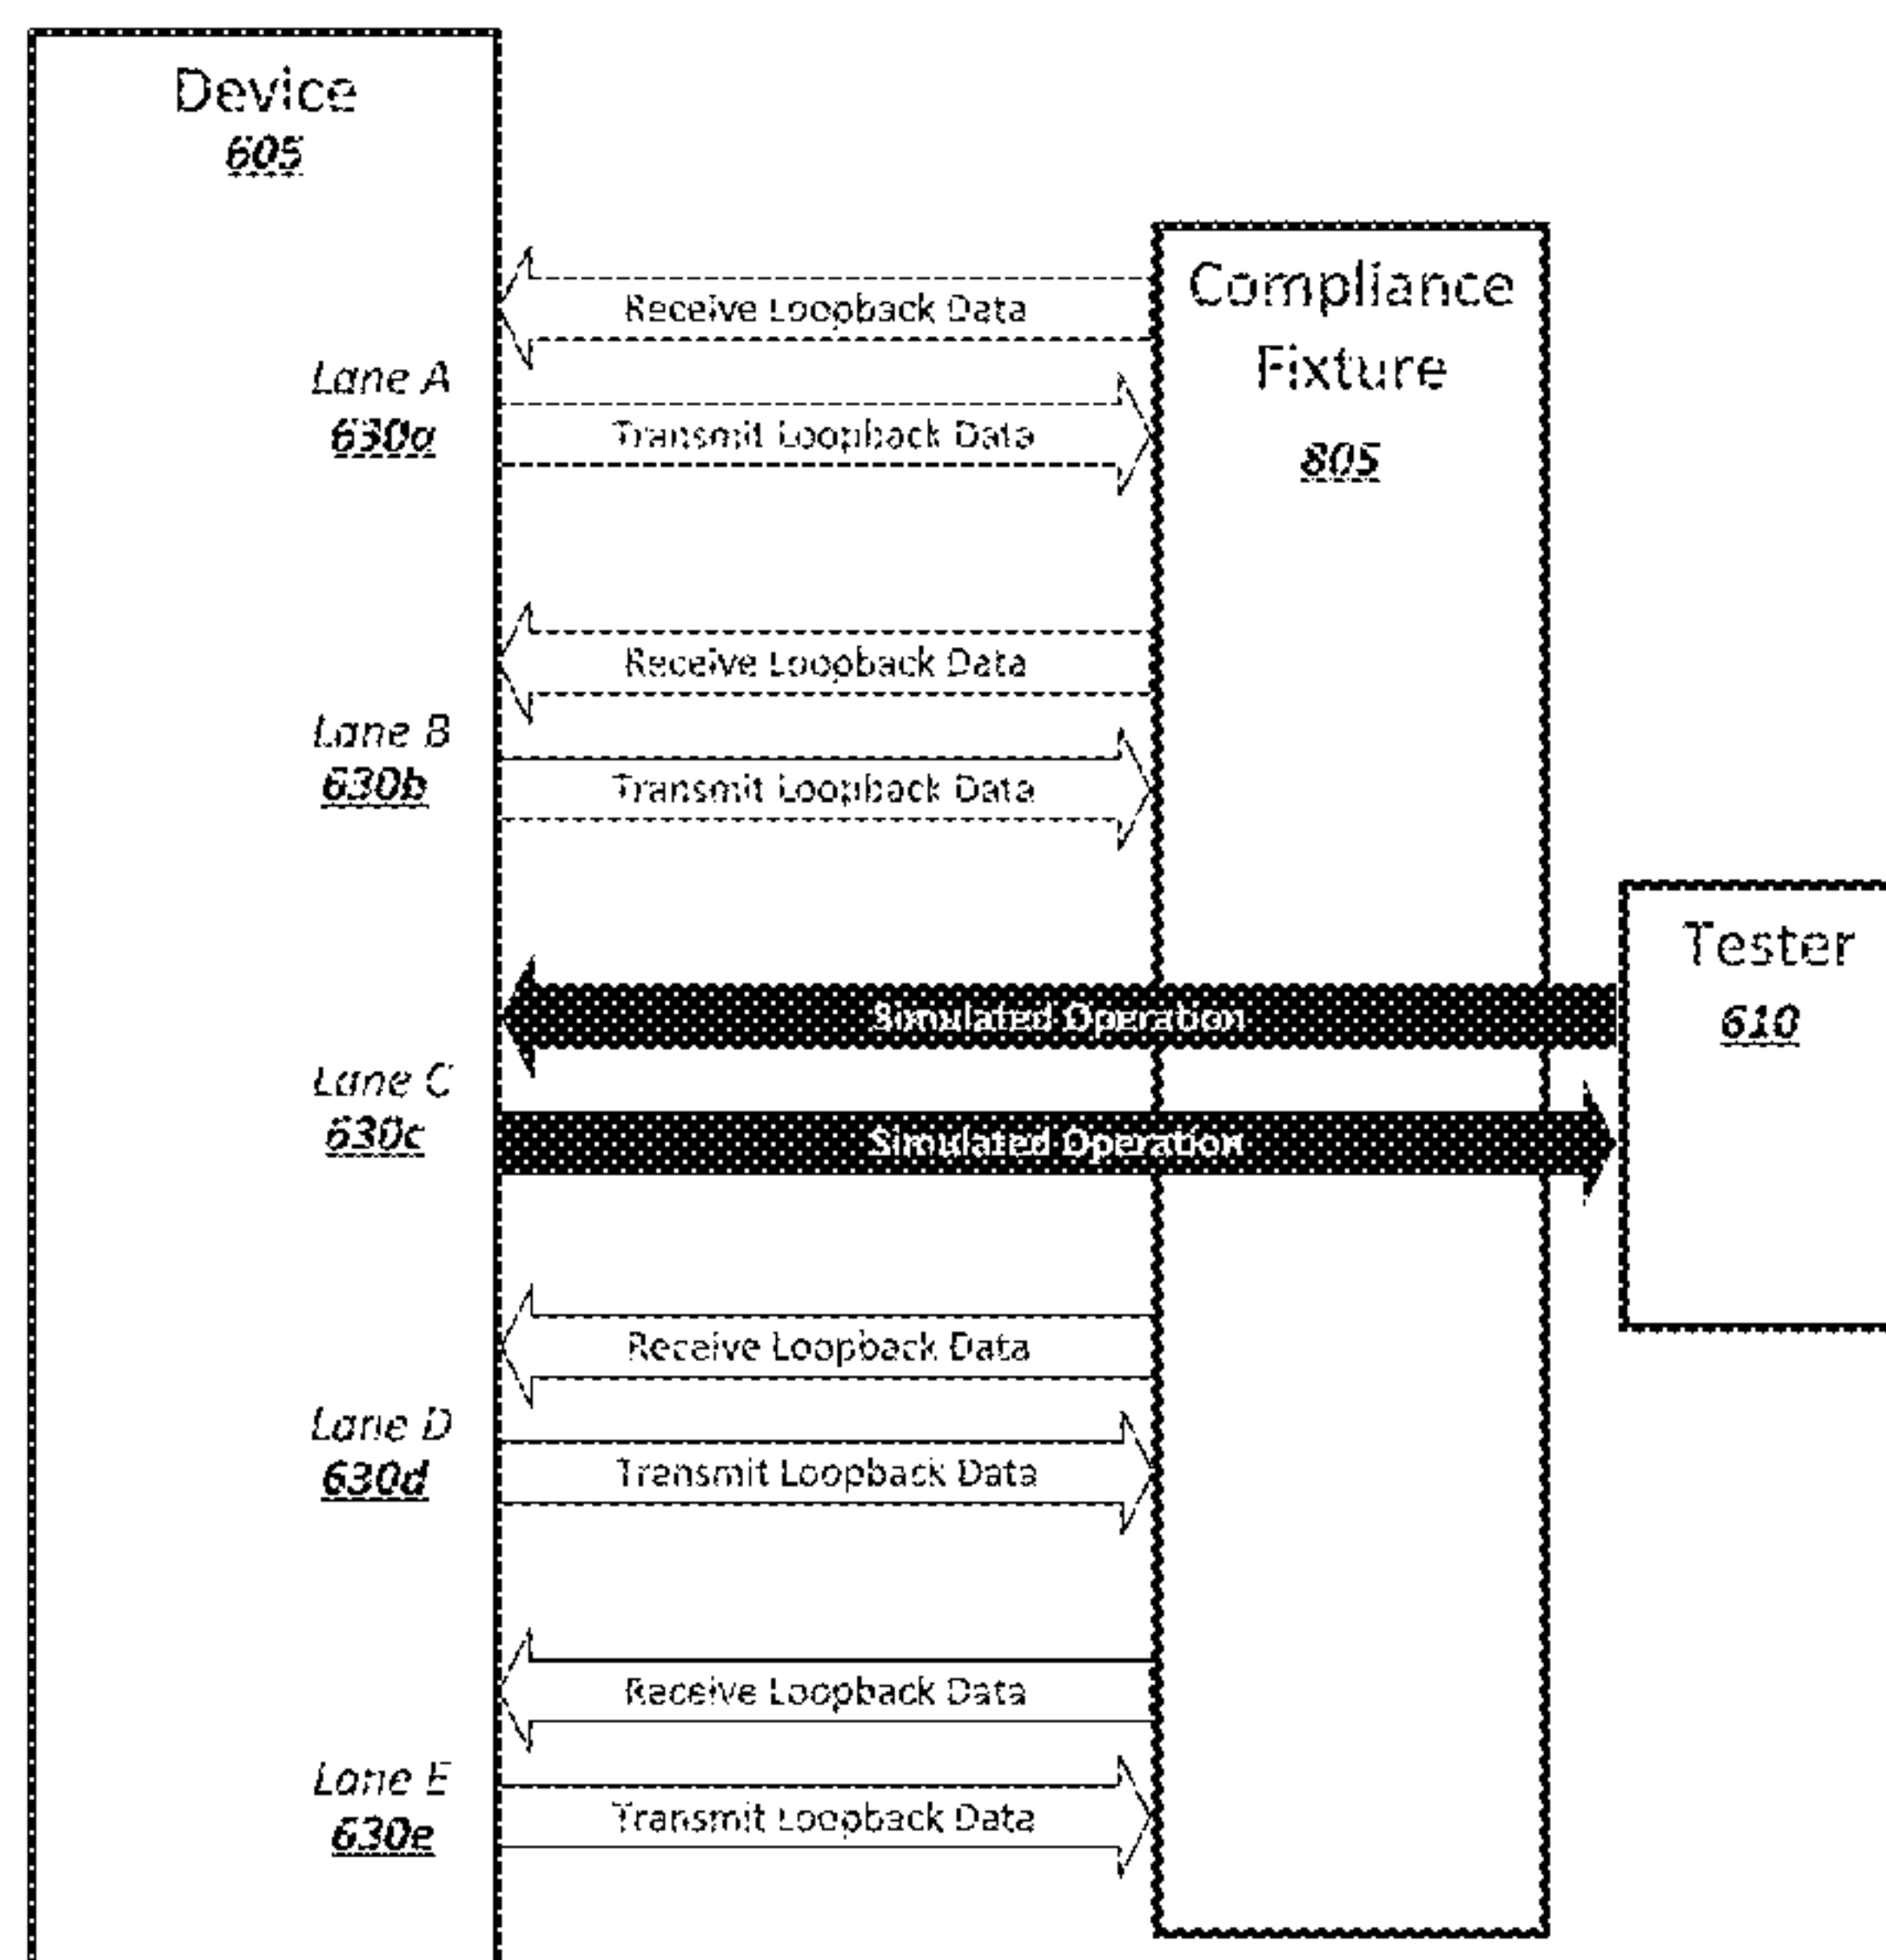 Device
605
Compliance
Fixture
805
Receive Loopback Data
Lane A
630a
Transmit Loopback Data
Receive Loopback Data
Lane B
630b
Transmit Loopback Data
Tester
610
Simulated Operation
Lane C
630c
Simulated Operation
Receive Loopback Data
Lane D
630d
Transmit Loopback Data
Receive Loopback Data
Lane E
630e
Transmit Loopback Data